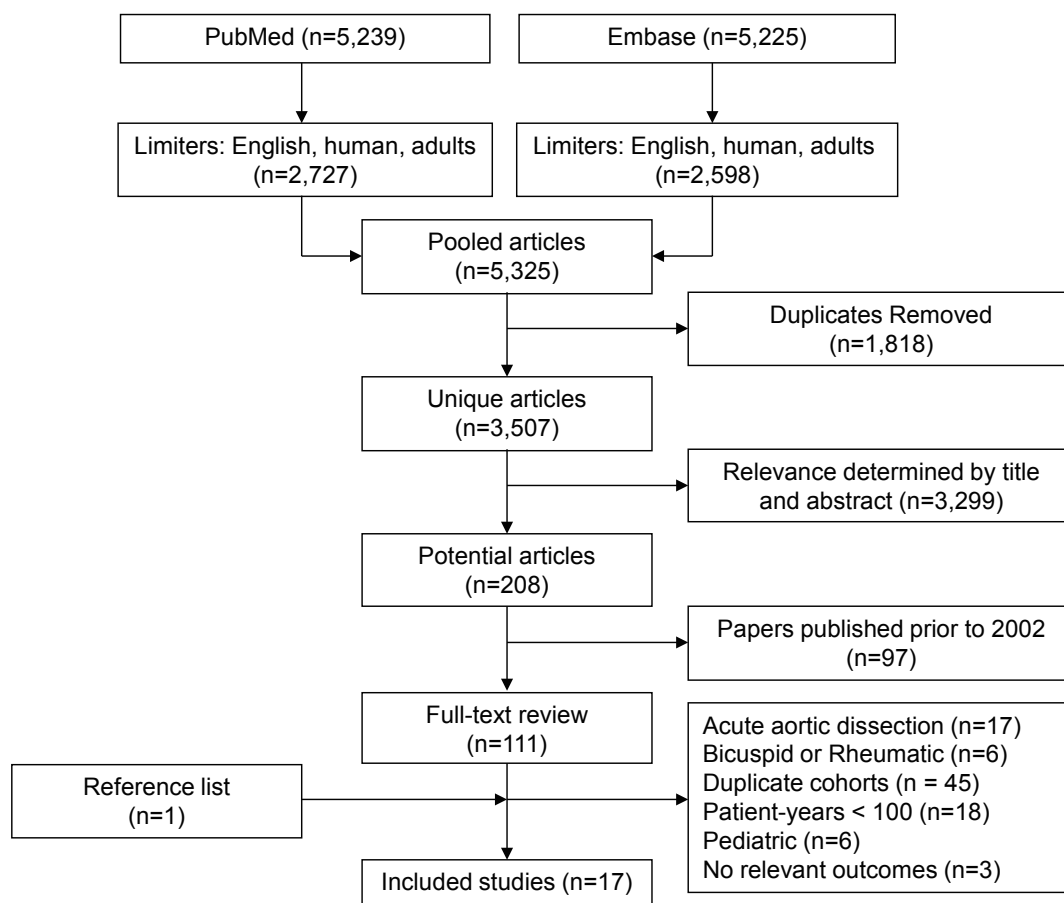 PubMed (n=5,239)
Embase (n=5,225)
Limiters: English, human, adults
(n=2,727)
Limiters: English, human, adults
(n=2,598)
Pooled articles
(n=5,325)
Duplicates Removed
(n=1,818)
Unique articles
(n=3,507)
Relevance determined by title
and abstract (n=3,299)
Potential articles
(n=208)
Papers published prior to 2002
(n=97)
Full-text review
(n=111)
Reference list
(n=1)
Acute aortic dissection (n=17)
Bicuspid or Rheumatic (n=6)
Duplicate cohorts (n = 45)
Patient-years < 100 (n=18)
Pediatric (n=6)
No relevant outcomes (n=3)
Included studies (n=17)